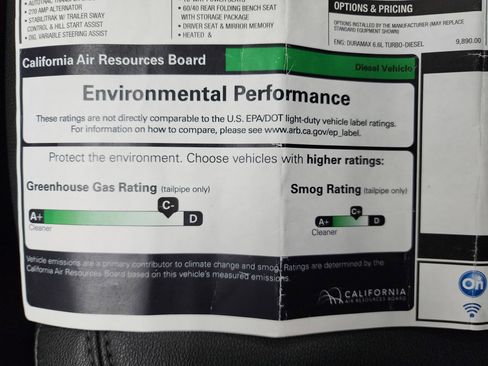 • 220 AMP ALTERNATOR
• STABILITRAK W/ TRAILER SWAY
CONTROL & HILL START ASSIST
• DIG. VARIABLE STEERING ASSIST
• 60/40 REAR FOLDING BENCH SEAT
WITH STORAGE PACKAGE
• DRIVER SEAT & MIRROR MEMORY
• HEATED &
OPTIONS & PRICING
OPTIONS INSTALLED BY THE MANUFACTURER (MAY REPLACE
STANDARD EQUIPMENT SHOWN)
ENG: DURAMAX 6.6L TURBO-DIESEL 9,890.00
California Air Resources Board
Diesel Vehicle
Environmental Performance
These ratings are not directly comparable to the U.S. EPA/DOT light-duty vehicle label ratings.
For information on how to compare, please see www.arb.ca.gov/ep_label.
Protect the environment. Choose vehicles with higher ratings:
Greenhouse Gas Rating (tailpipe only)
C-
A+
D
Cleaner
Smog Rating (tailpipe only)
C+
A+
D
Cleaner
Vehicle emissions are a primary contributor to climate change and smog. Ratings are determined by the
California Air Resources Board based on this vehicle's measured emissions.
CALIFORNIA
AIR RESOURCES BOARD
On